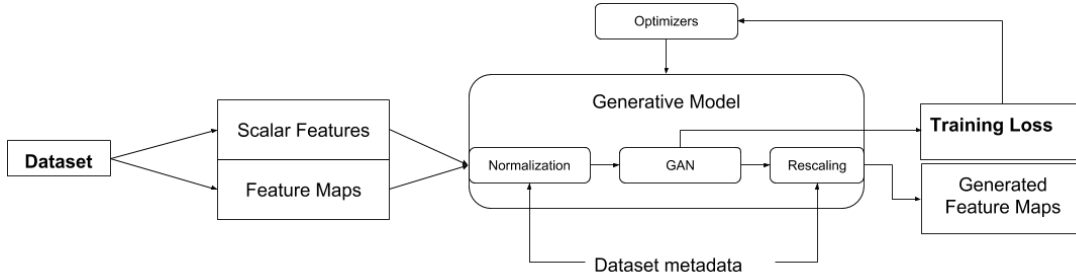 Optimizers
Generative Model
Scalar Features
Training Loss
Dataset
Normalization
GAN
Rescaling
Feature Maps
Generated
Feature Maps
Dataset metadata